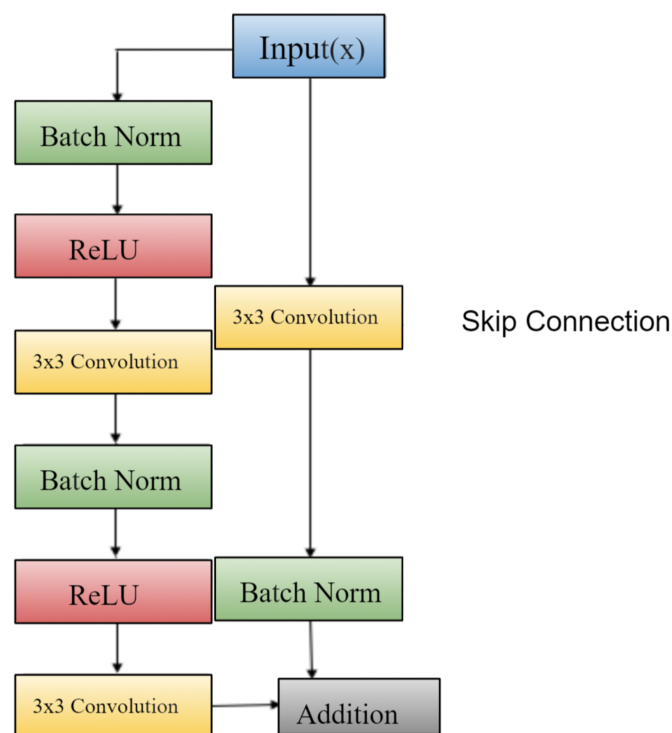 Input(x)
Batch Norm
ReLU
3x3 Convolution
3x3 Convolution
Skip Connection
Batch Norm
ReLU
Batch Norm
3x3 Convolution
Addition